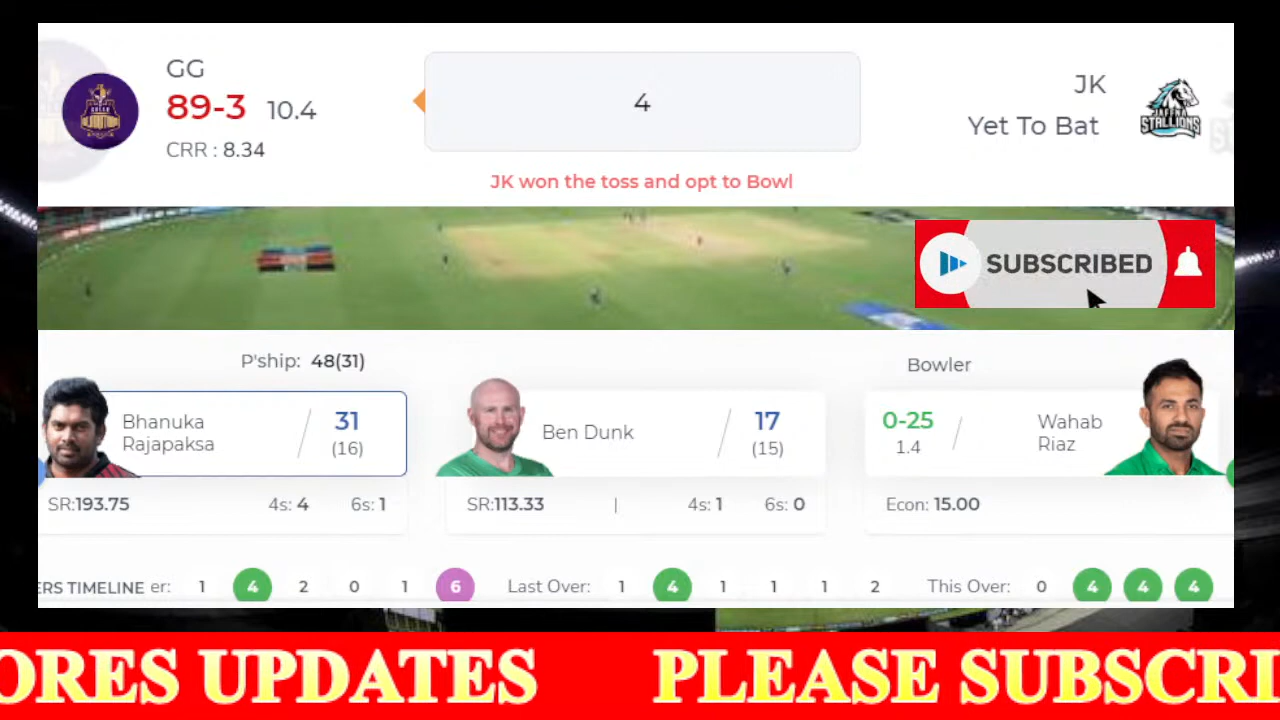 GG
89-3 10.4
CRR : 8.34
4
JK won the toss and opt to Bowl
JK
Yet To Bat
JAFFNA
STALLIONS
SUBSCRIBED
P'ship: 48(31)
Bhanuka
Rajapaksa
31
(16)
SR:193.75 4s: 4 6s: 1
Ben Dunk
17
(15)
SR:113.33 | 4s: 1 6s: 0
Bowler
0-25
1.4
Wahab
Riaz
Econ: 15.00
ERS TIMELINE er: 1 4 2 0 1 6 Last Over: 1 4 1 1 1 2 This Over: 0 4 4 4
ORES UPDATES PLEASE SUBSCRI